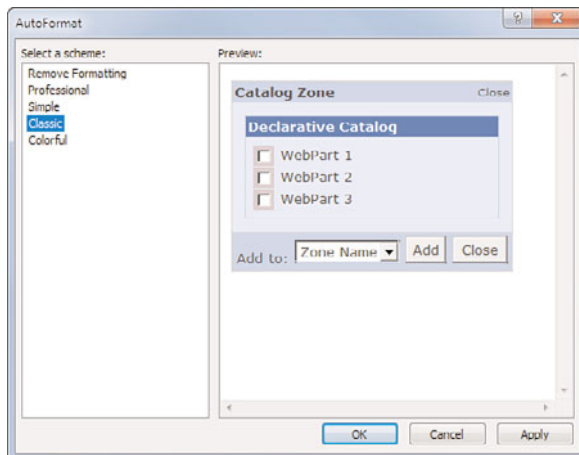 AutoFormat
Select a scheme:
Remove Formatting
Professional
Simple
Classic
Colorful
Preview:
Catalog Zone Close
Declarative Catalog
WebPart 1
WebPart 2
WebPart 3
Add to: Zone Name Add Close
OK Cancel Apply